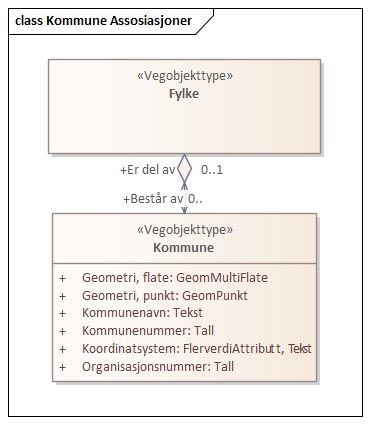 class Kommune Assosiasjoner
«Vegobjekttype»
Fylke
+Er del av 0..1
+Består av 0..
«Vegobjekttype»
Kommune
+ Geometri, flate: GeomMultiFlate
+ Geometri, punkt: GeomPunkt
+ Kommunenavn: Tekst
+ Kommunenummer: Tall
+ Koordinatsystem: FlerverdiAttributt, Tekst
+ Organisasjonsnummer: Tall